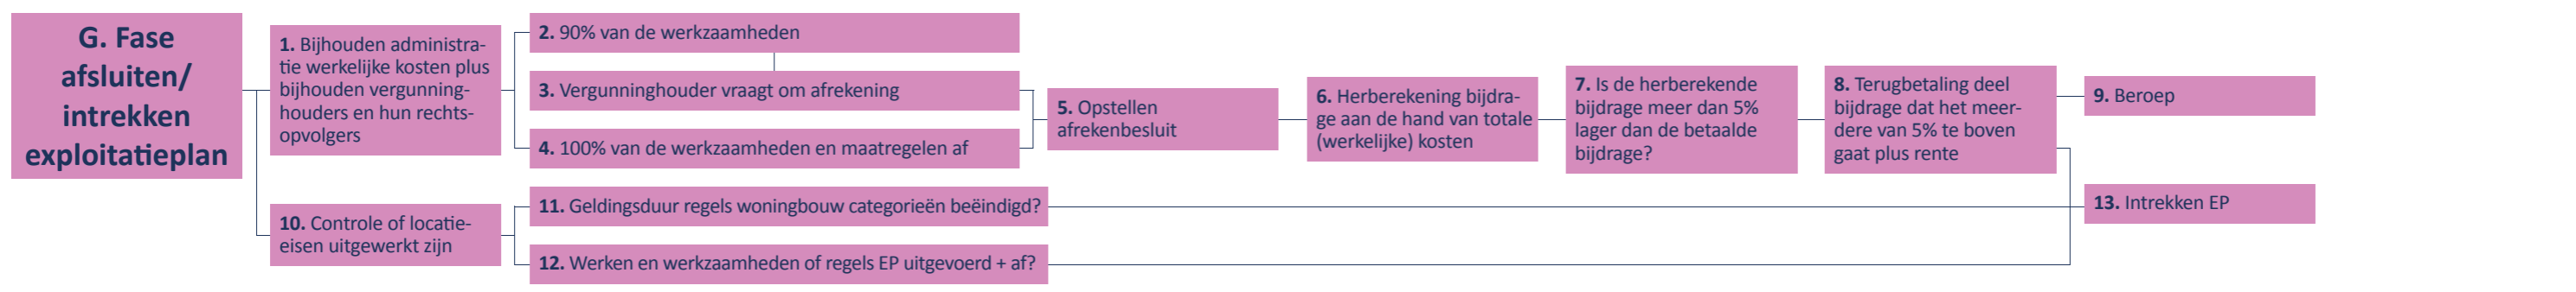 G. Fase
afsluiten/
intrekken
exploitatieplan
1. Bijhouden administra-
tie werkelijke kosten plus
bijhouden vergunning-
houders en hun rechts-
opvolgers
2. 90% van de werkzaamheden
3. Vergunninghouder vraagt om afrekening
4. 100% van de werkzaamheden en maatregelen af
5. Opstellen
afrekenbesluit
6. Herberekening bijdra-
ge aan de hand van totale
(werkelijke) kosten
7. Is de herberekende
bijdrage meer dan 5%
lager dan de betaalde
bijdrage?
8. Terugbetaling deel
bijdrage dat het meer-
dere van 5% te boven
gaat plus rente
9. Beroep
10. Controle of locatie-
eisen uitgewerkt zijn
11. Geldingsduur regels woningbouw categorieën beëindigd?
12. Werken en werkzaamheden of regels EP uitgevoerd + af?
13. Intrekken EP